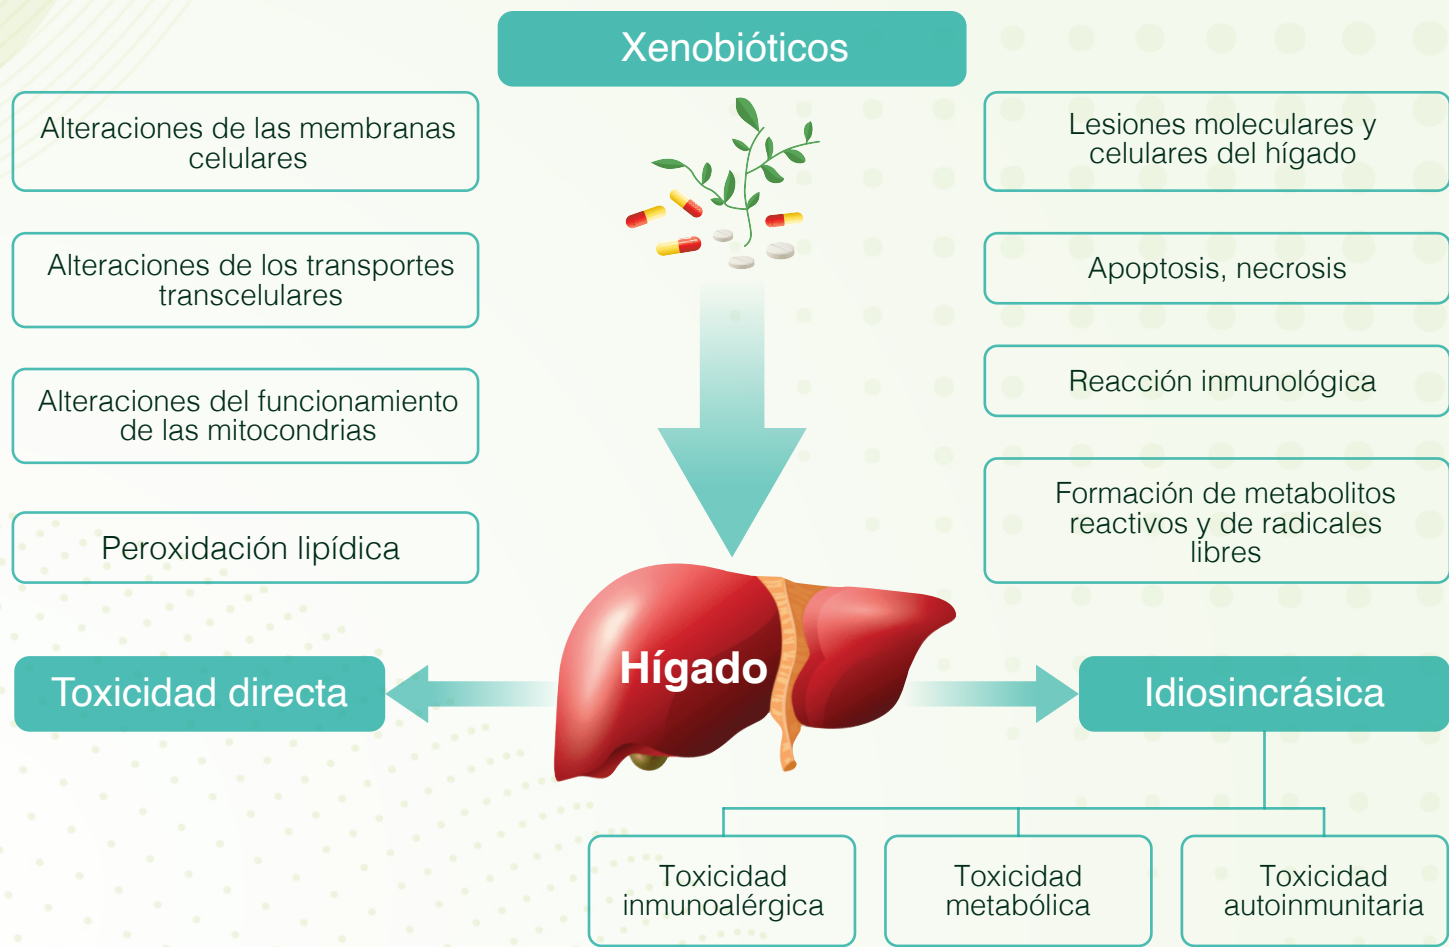 Xenobióticos
Alteraciones de las membranas
celulares
Alteraciones de los transportes
transcelulares
Alteraciones del funcionamiento
de las mitocondrias
Peroxidación lipídica
Lesiones moleculares y
celulares del hígado
Apoptosis, necrosis
Reacción inmunológica
Formación de metabolitos
reactivos y de radicales
libres
Toxicidad directa
Hígado
Idiosincrásica
Toxicidad
inmunoalérgica
Toxicidad
metabólica
Toxicidad
autoinmunitaria